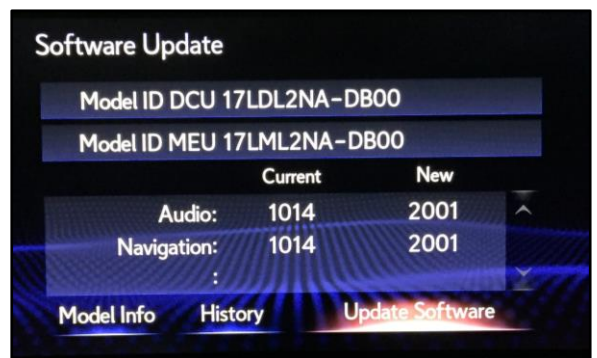 Software Update
Model ID DCU 17LDL2NA-DB00
Model ID MEU 17LML2NA-DB00
Current New
Audio: 1014 2001
Navigation: 1014 2001
:
Model Info History Update Software